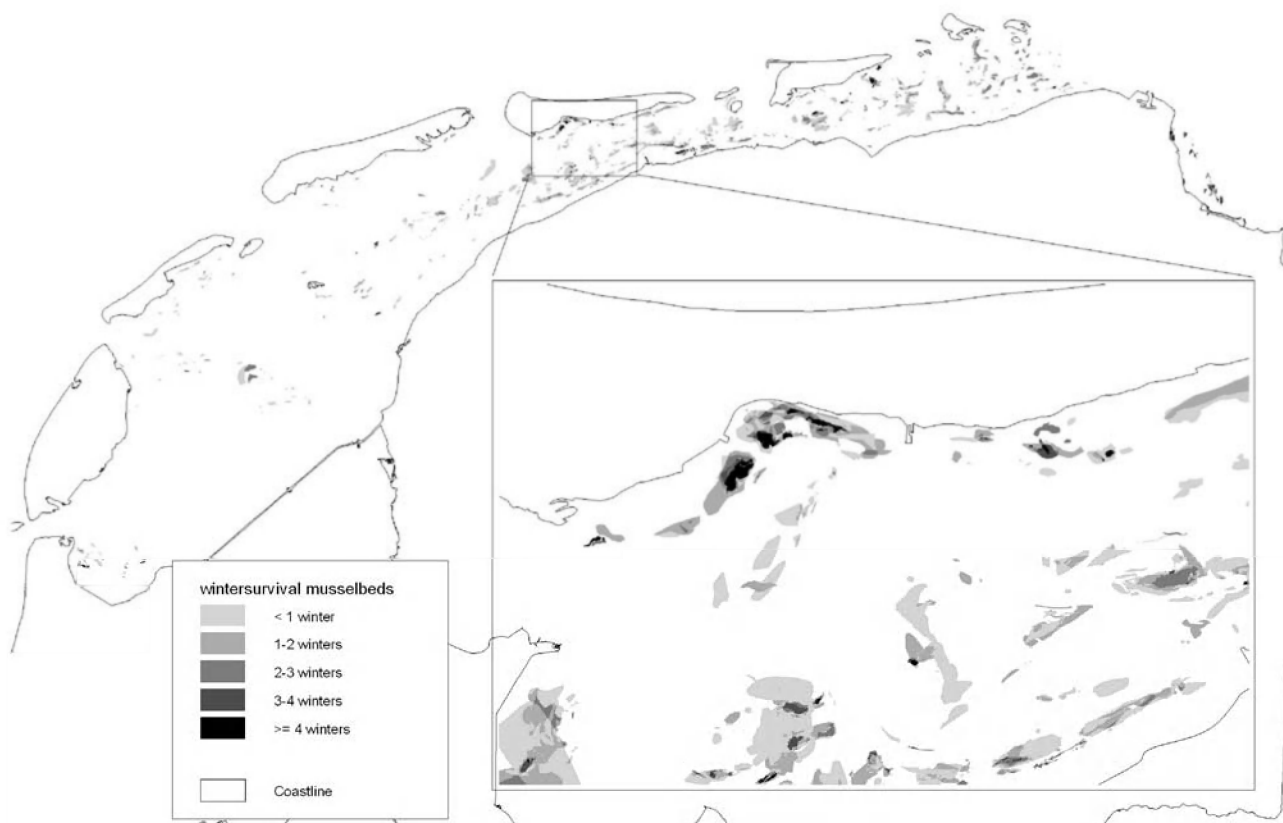 wintersurvival musselbeds
< 1 winter
1-2 winters
2-3 winters
3-4 winters
>= 4 winters
Coastline